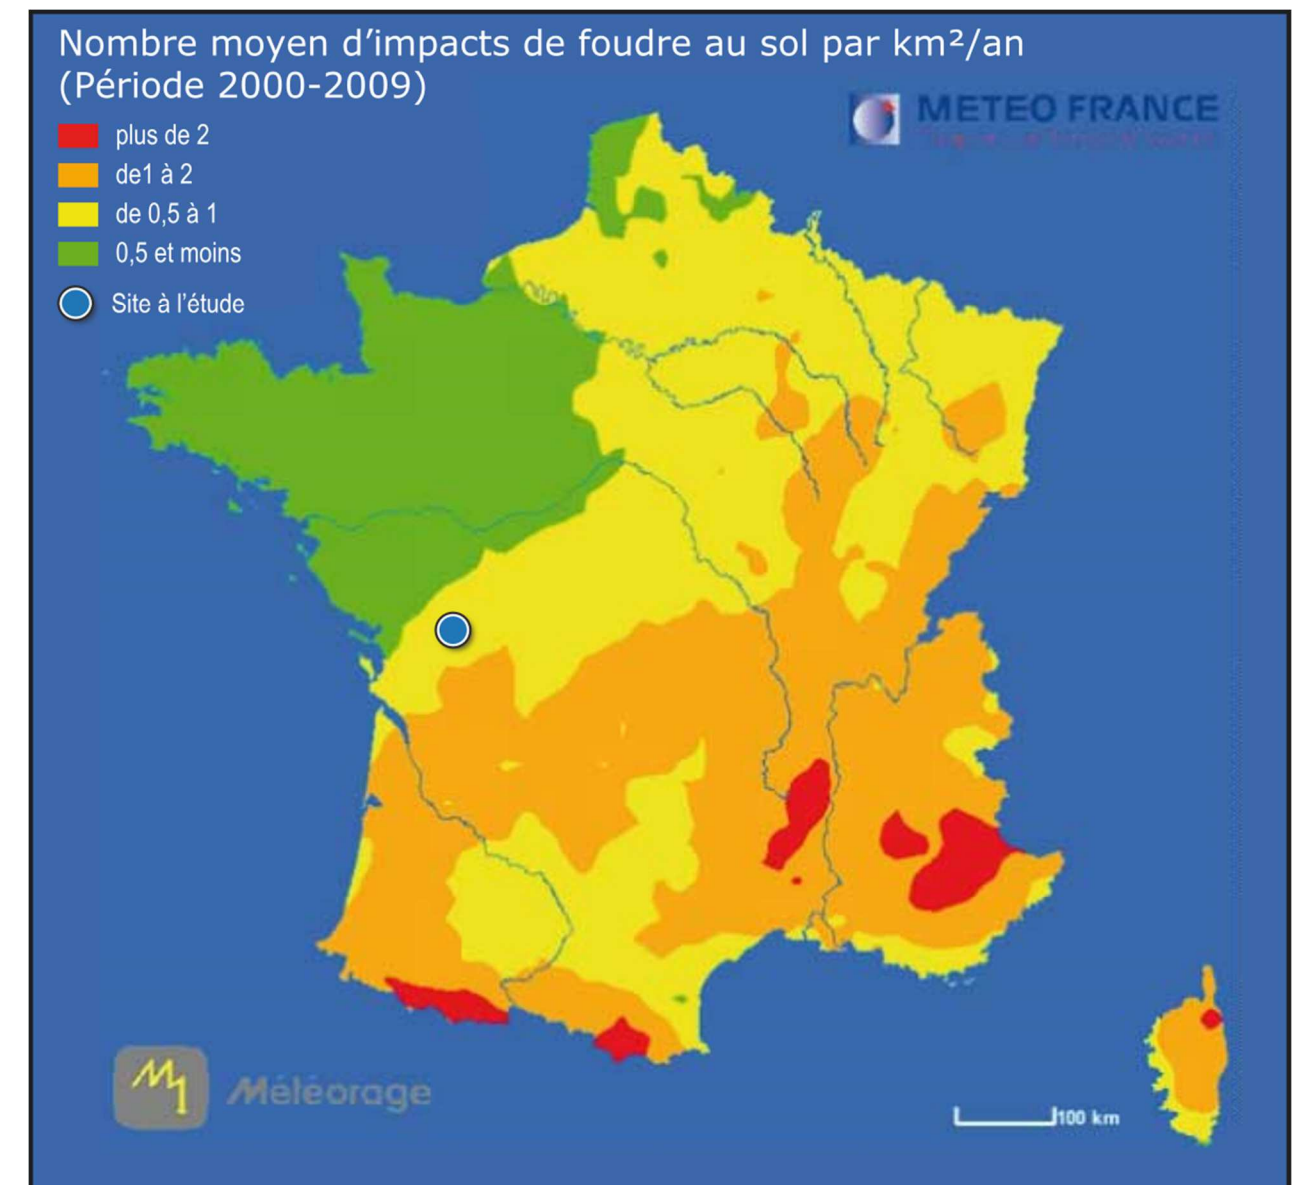 Nombre moyen d’impacts de foudre au sol par km²/an
(Période 2000-2009)
METEO FRANCE
plus de 2
de1 à 2
de 0,5 à 1
0,5 et moins
Site à l’étude
Météorage
100 km